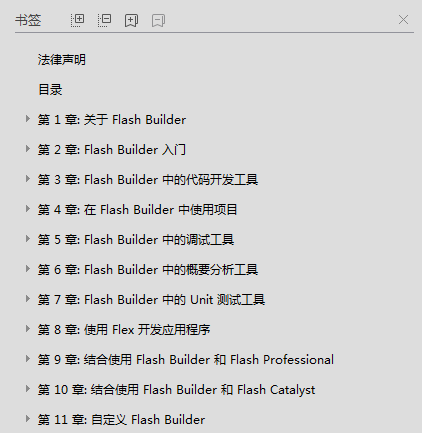 书签
法律声明
目录
第 1 章: 关于 Flash Builder
第 2 章: Flash Builder 入门
第 3 章: Flash Builder 中的代码开发工具
第 4 章: 在 Flash Builder 中使用项目
第 5 章: Flash Builder 中的调试工具
第 6 章: Flash Builder 中的概要分析工具
第 7 章: Flash Builder 中的 Unit 测试工具
第 8 章: 使用 Flex 开发应用程序
第 9 章: 结合使用 Flash Builder 和 Flash Professional
第 10 章: 结合使用 Flash Builder 和 Flash Catalyst
第 11 章: 自定义 Flash Builder